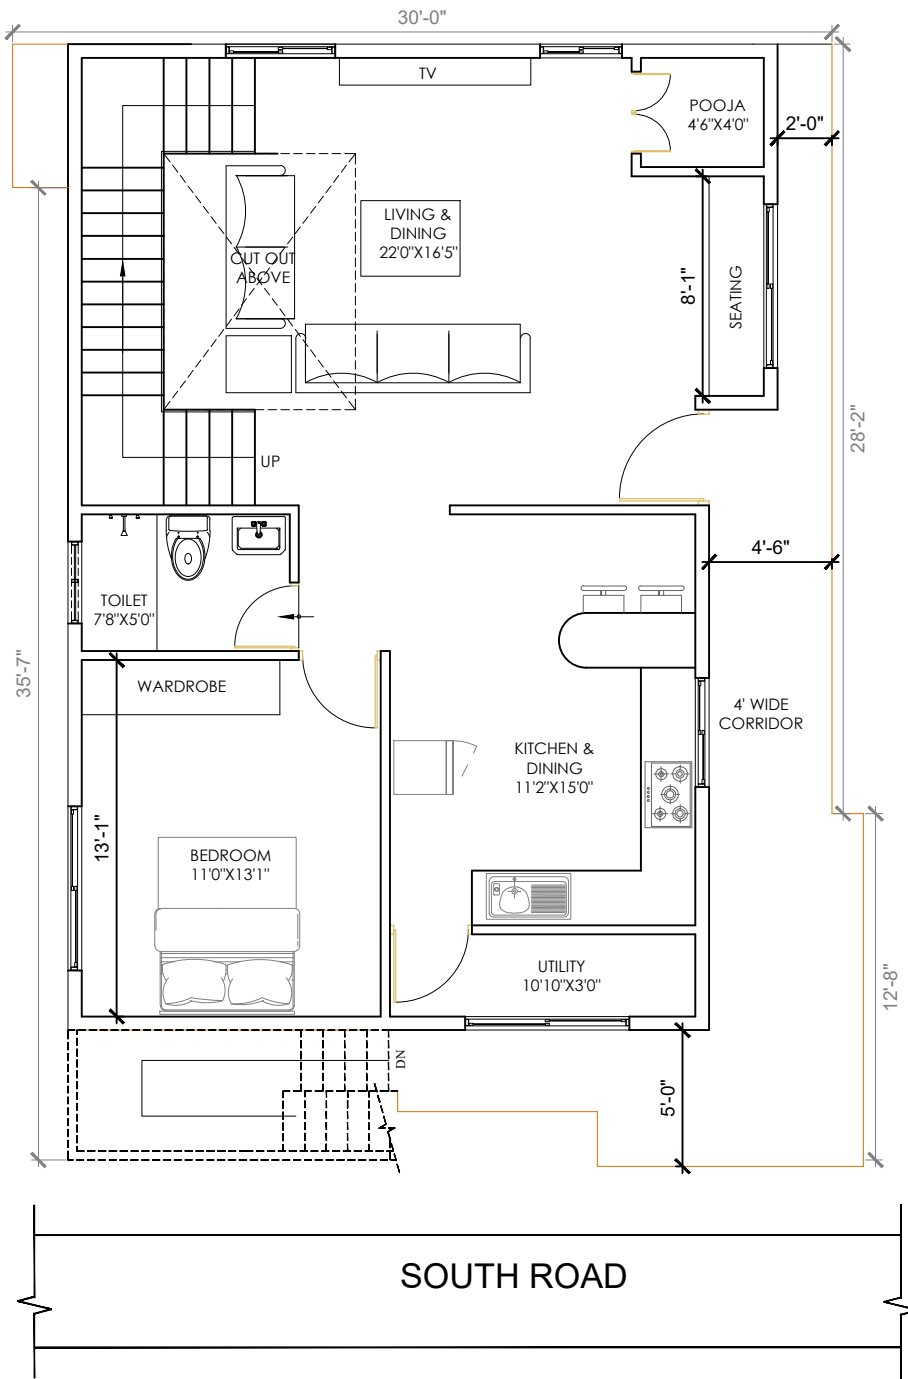 30'-0"
TV
POOJA
4'6"X4'0"
2'-0"
LIVING &
DINING
22'0"X16'5"
CUT OUT
ABOVE
8'-1"
SEATING
28'-2"
UP
4'-6"
TOILET
7'8"X5'0"
35'-7"
WARDROBE
4' WIDE
CORRIDOR
KITCHEN &
DINING
11'2"X15'0"
13'-1"
BEDROOM
11'0"X13'1"
UTILITY
10'10"X3'0"
12'-8"
DN
5'-0"
SOUTH ROAD